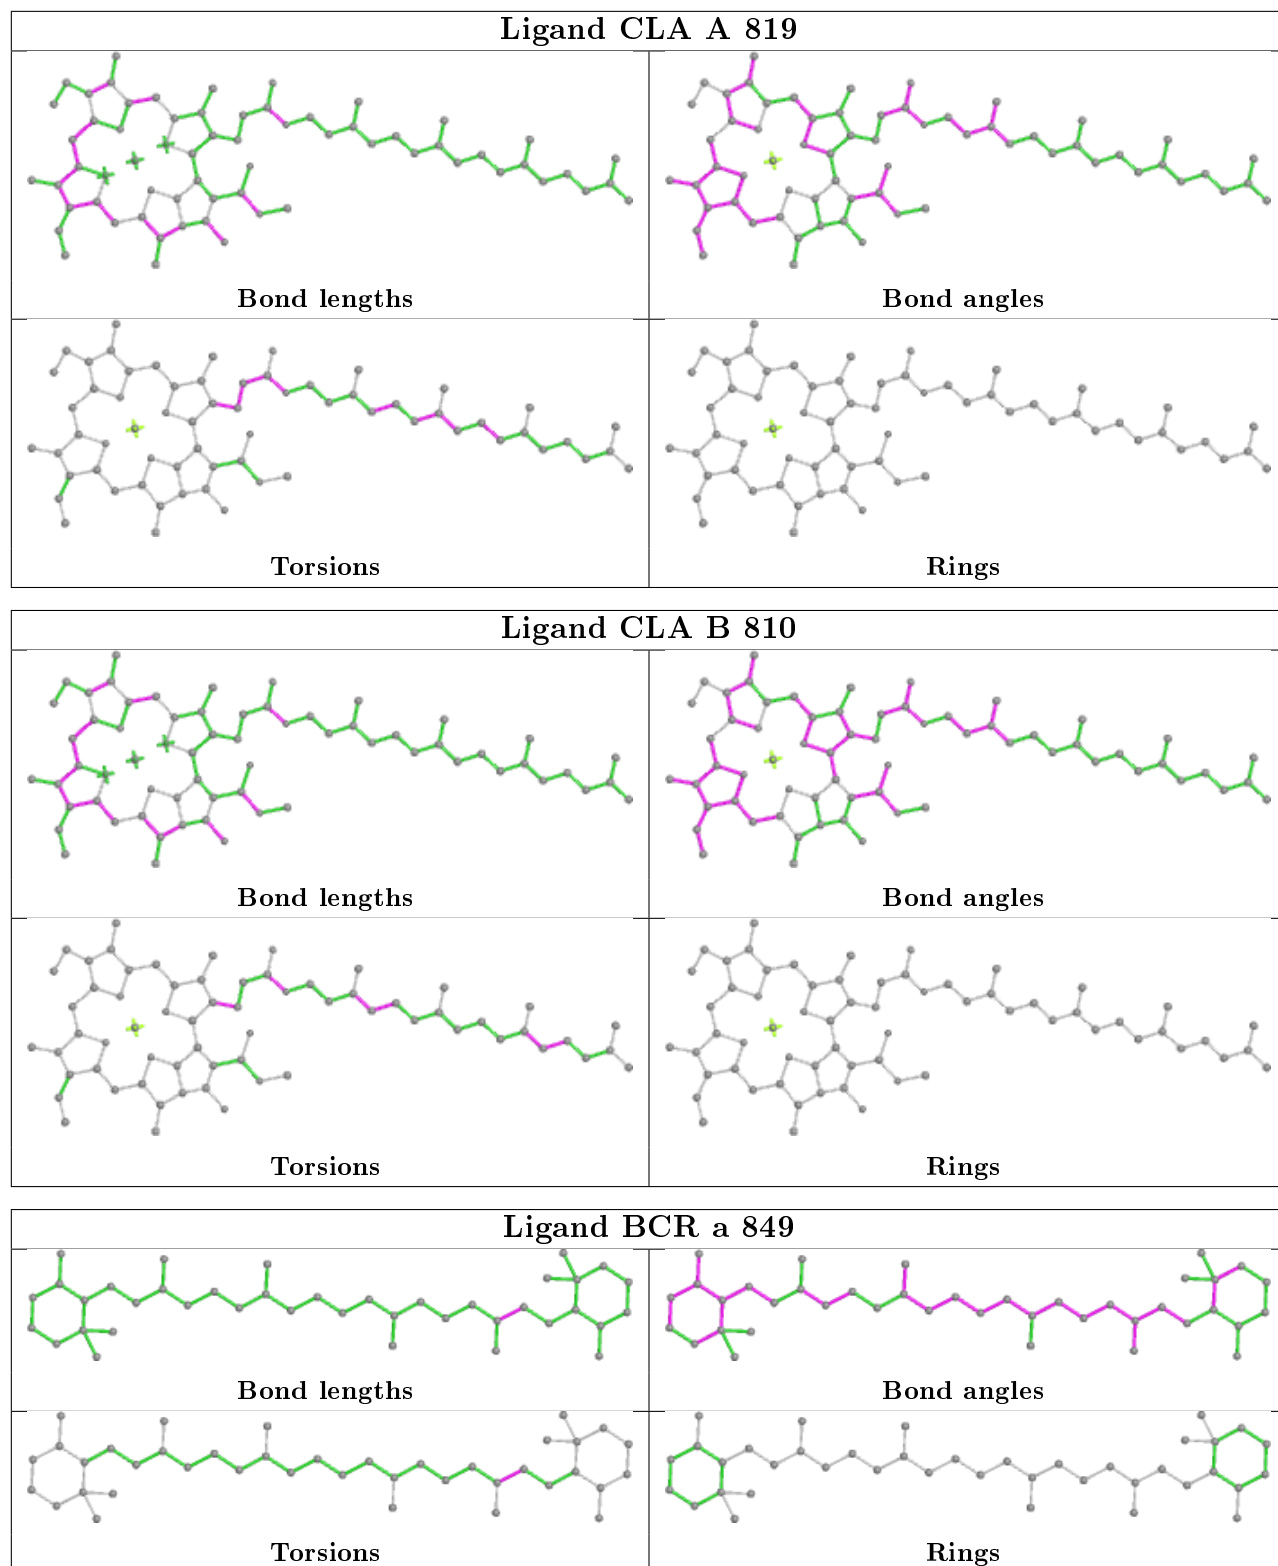 Ligand CLA A 819
Bond lengths
Bond angles
Torsions
Rings
Ligand CLA B 810
Bond lengths
Bond angles
Torsions
Rings
Ligand BCR a 849
Bond lengths
Bond angles
Torsions
Rings